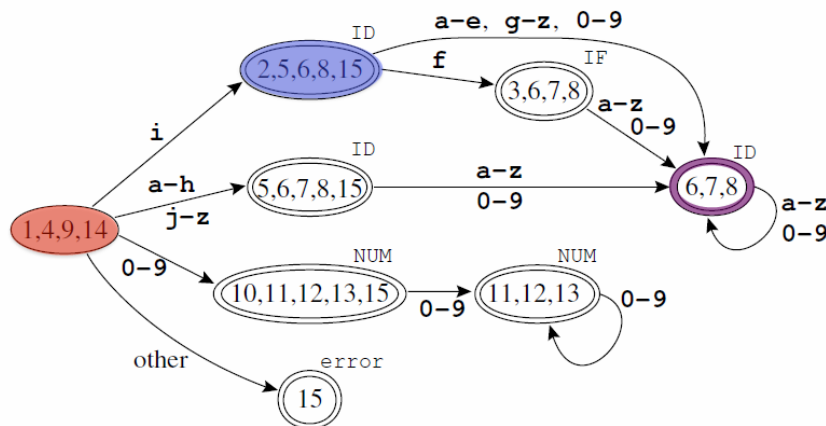 ID
a-e, g-z, 0-9
2,5,6,8,15
f
IF
3,6,7,8
a-z
0-9
i
ID
ID
a-h
5,6,7,8,15
a-z
6,7,8
j-z
0-9
a-z
1,4,9,14
0-9
0-9
NUM
NUM
10,11,12,13,15
0-9
11,12,13
0-9
other
error
15